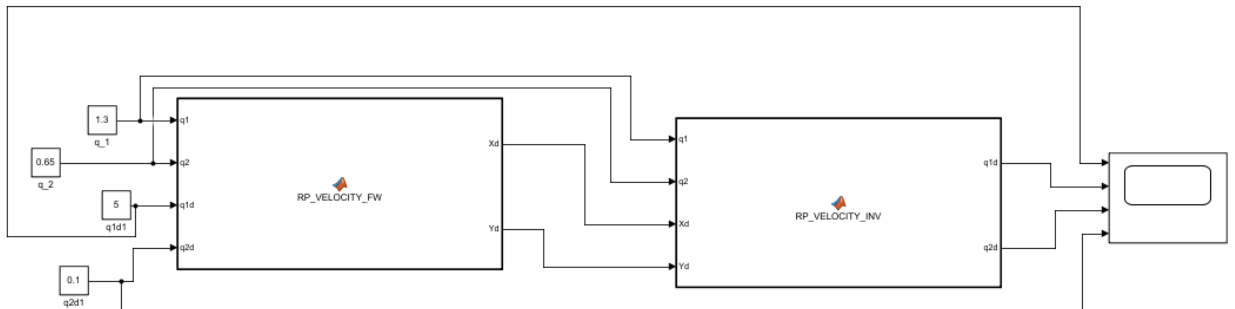 1.3
q_1
0.65
q_2
5
q1d1
0.1
q2d1
q1
q2
q1d
q2d
RP_VELOCITY_FW
Xd
Yd
q1
q2
Xd
Yd
RP_VELOCITY_INV
q1d
q2d